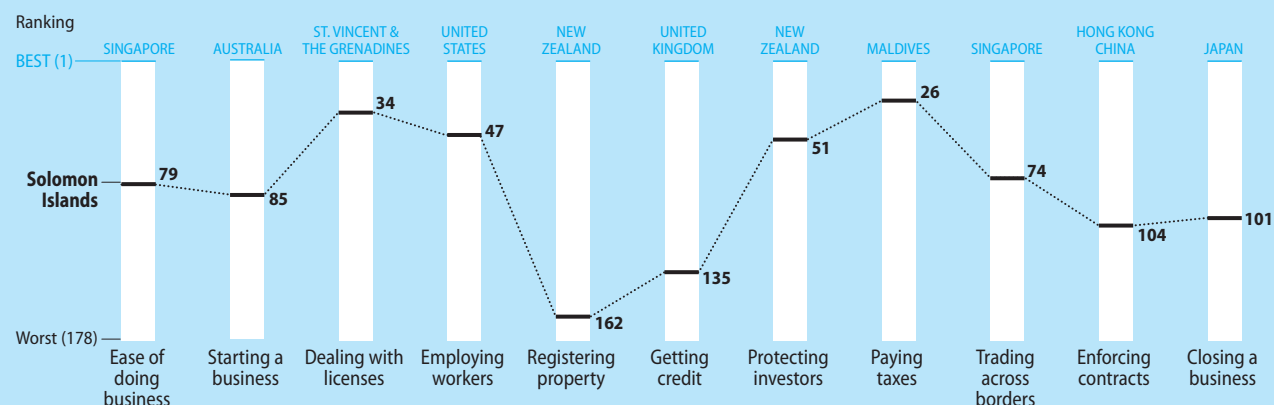 Ranking
SINGAPORE
AUSTRALIA
ST. VINCENT &
THE GRENADINES
UNITED
STATES
NEW
ZEALAND
UNITED
KINGDOM
NEW
ZEALAND
MALDIVES
SINGAPORE
HONG KONG
CHINA
JAPAN
BEST (1)
Solomon
Islands
79
85
34
47
162
135
51
26
74
104
101
Worst (178)
Ease of
doing
business
Starting a
business
Dealing with
licenses
Employing
workers
Registering
property
Getting
credit
Protecting
investors
Paying
taxes
Trading
across
borders
Enforcing
contracts
Closing a
business